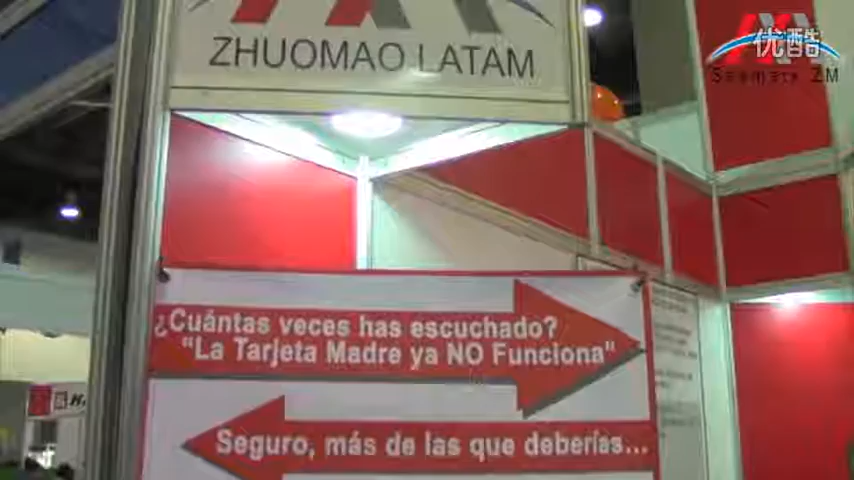 优酷
ZHUOMAO LATAM
¿Cuántas veces has escuchado?
"La Tarjeta Madre ya NO Funciona"
Seguro, más de las que deberías...